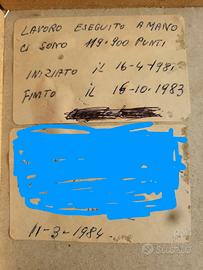 LAVORO ESEGUITO A MANO
CI SONO 119.900 PUNTI
INIZIATO IL 16-4-1981
FINITO IL 16-10-1983
11-3-1984
Subito